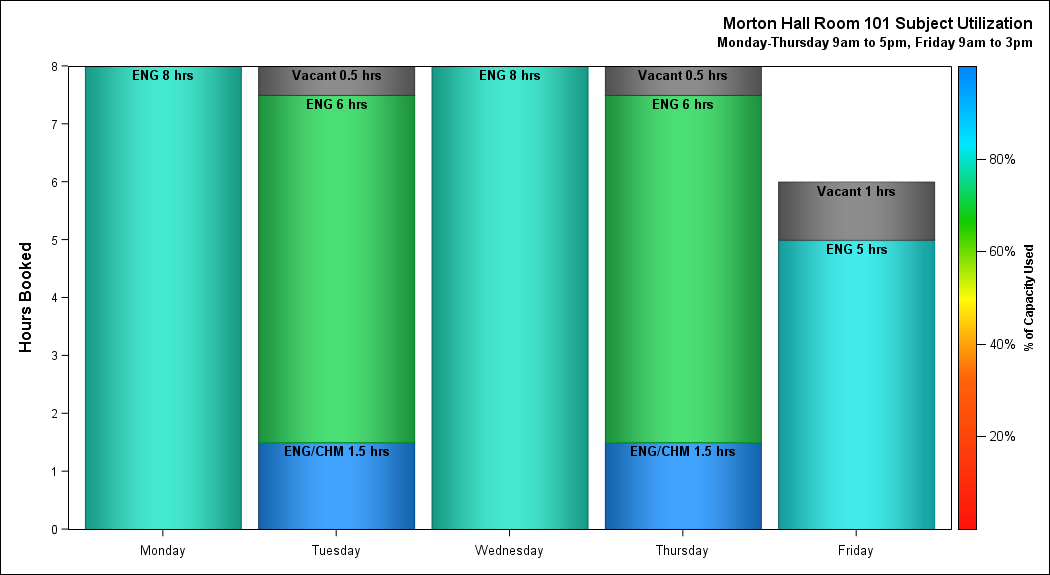 Morton Hall Room 101 Subject Utilization
Monday-Thursday 9am to 5pm, Friday 9am to 3pm
Hours Booked
8
7
6
5
4
3
2
1
0
ENG 8 hrs
Vacant 0.5 hrs
ENG 6 hrs
ENG/CHM 1.5 hrs
ENG 8 hrs
Vacant 0.5 hrs
ENG 6 hrs
ENG/CHM 1.5 hrs
Vacant 1 hrs
ENG 5 hrs
Monday
Tuesday
Wednesday
Thursday
Friday
80%
60%
40%
20%
% of Capacity Used